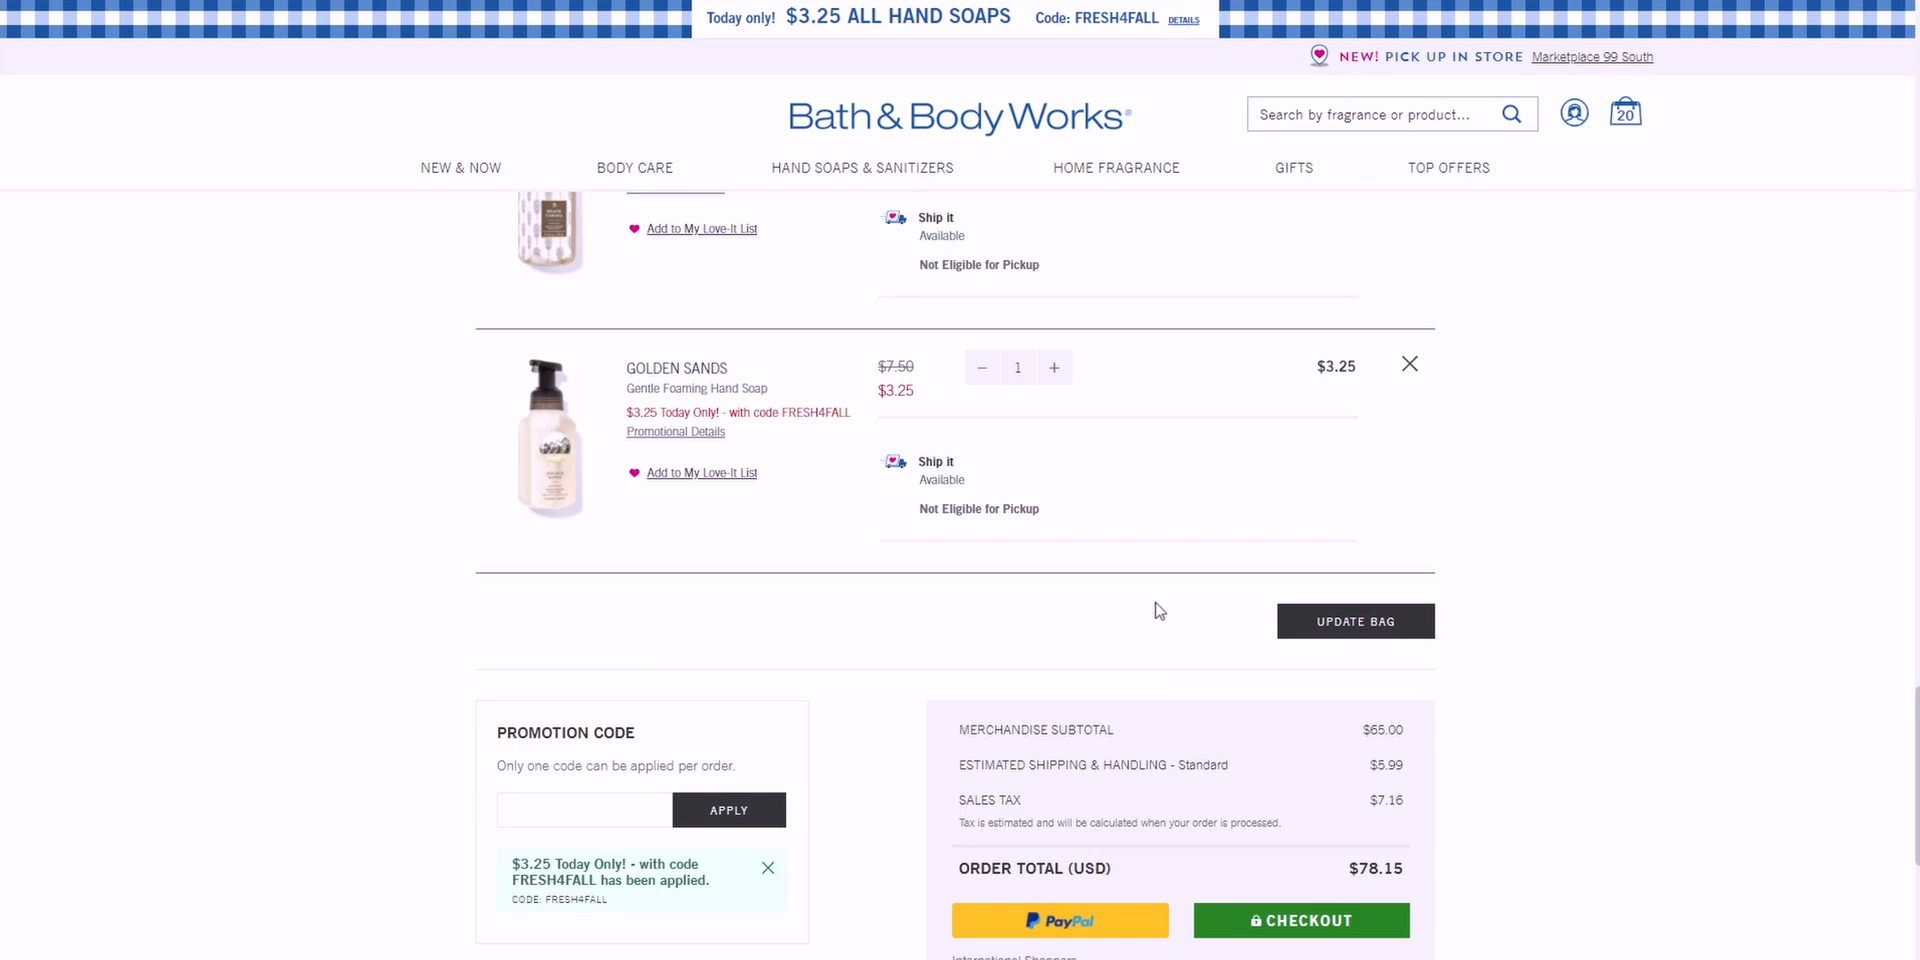 Today only! $3.25 ALL HAND SOAPS Code: FRESH4FALL DETAILS
NEW! PICK UP IN STORE Marketplace 99 South
Bath & Body Works®
Search by fragrance or product...
20
NEW & NOW BODY CARE HAND SOAPS & SANITIZERS HOME FRAGRANCE GIFTS TOP OFFERS
Add to My Love-It List
Ship it
Available
Not Eligible for Pickup
GOLDEN SANDS
Gentle Foaming Hand Soap
$3.25 Today Only! - with code FRESH4FALL
Promotional Details
Add to My Love-It List
$7.50
$3.25
− 1 +
$3.25
Ship it
Available
Not Eligible for Pickup
UPDATE BAG
PROMOTION CODE
Only one code can be applied per order.
APPLY
$3.25 Today Only! - with code
FRESH4FALL has been applied.
CODE: FRESH4FALL
MERCHANDISE SUBTOTAL $65.00
ESTIMATED SHIPPING & HANDLING - Standard $5.99
SALES TAX $7.16
Tax is estimated and will be calculated when your order is processed.
ORDER TOTAL (USD) $78.15
PayPal
CHECKOUT